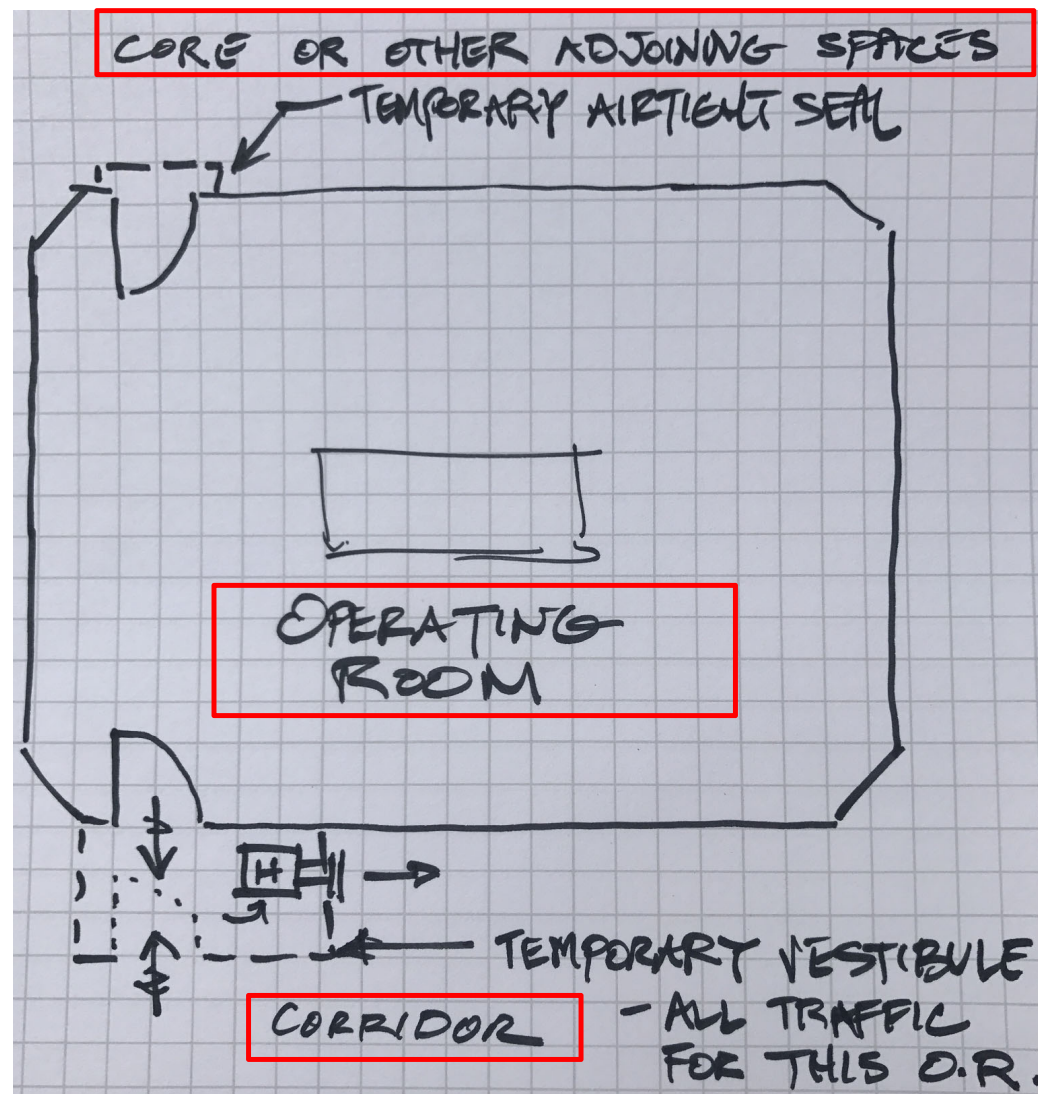 CORE OR OTHER ADJOINING SPACES
TEMPORARY AIRTIGHT SEAL
OPERATING
ROOM
H
TEMPORARY VESTIBULE
- ALL TRAFFIC
FOR THIS O.R.
CORRIDOR